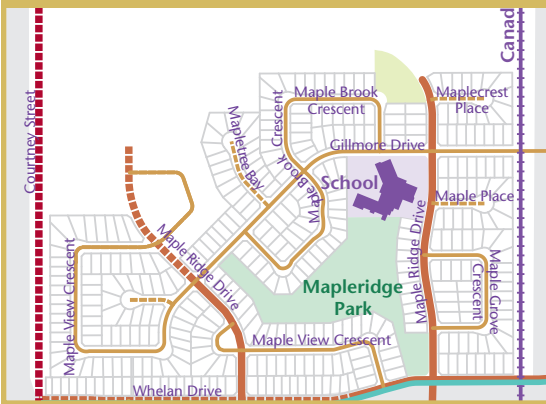 Canad
Courtney Street
Maple Brook
Crescent
Maplecrest
Place
Crescent
Maple Brook
Mapletree Bay
Gillmore Drive
School
Maple Place
Maple Ridge Drive
Maple Ridge Drive
Maple View Crescent
Mapleridge
Park
Maple Grove
Crescent
Maple View Crescent
Whelan Drive